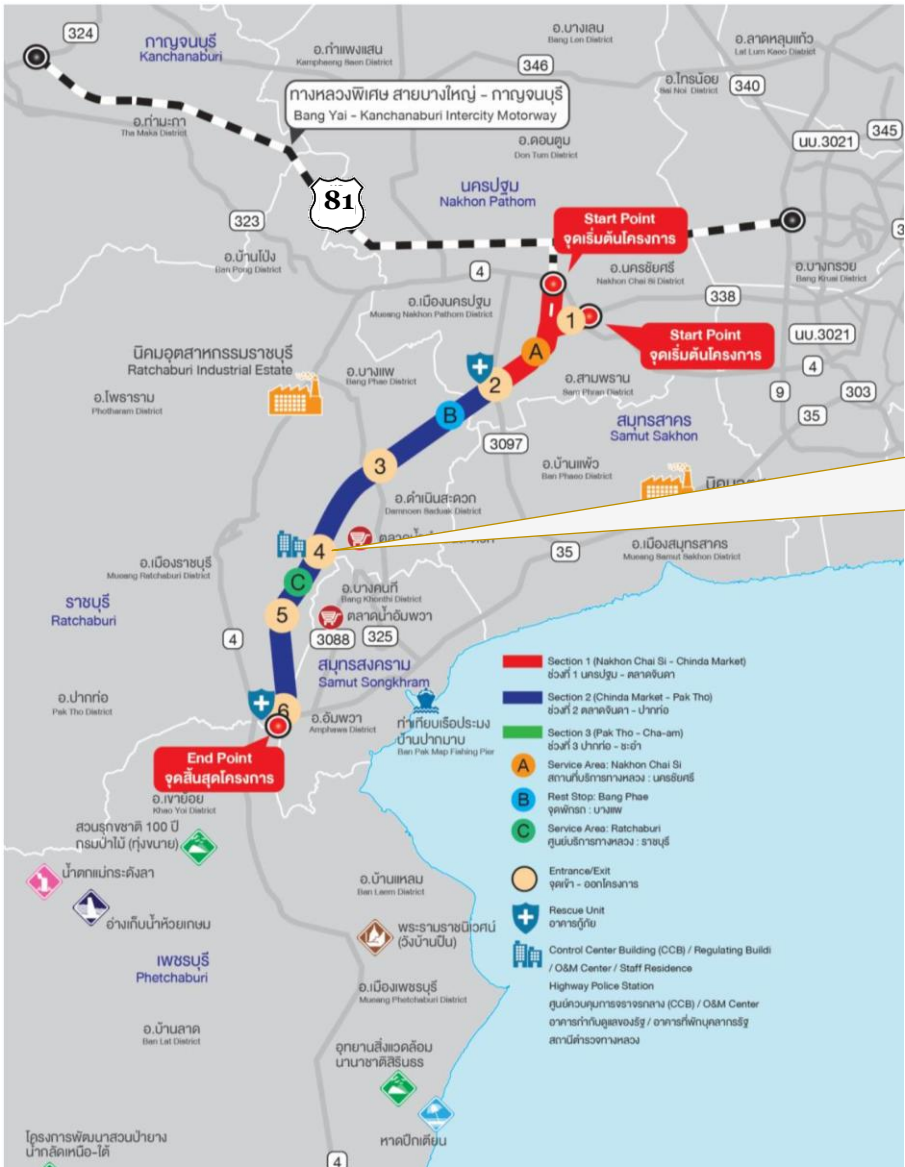 324
กาญจนบุรี
Kanchanaburi
อ.กำแพงแสน
Kamphaeng Saen District
อ.บางเลน
Bang Len District
346
อ.ลาดหลุมแก้ว
Lat Lum Kaeo District
อ.ไทรน้อย
Sai Noi District
340
345
นบ.3021
ทางหลวงพิเศษ สายบางใหญ่ - กาญจนบุรี
Bang Yai - Kanchanaburi Intercity Motorway
อ.ท่ามะกา
Tha Maka District
อ.ดอนตูม
Don Tum District
นครปฐม
Nakhon Pathom
81
323
Start Point
จุดเริ่มต้นโครงการ
อ.บ้านโป่ง
Ban Pong District
4
อ.นครชัยศรี
Nakhon Chai Si District
อ.บางกรวย
Bang Kruai District
338
อ.เมืองนครปฐม
Mueang Nakhon Pathom District
1
Start Point
จุดเริ่มต้นโครงการ
นบ.3021
นิคมอุตสาหกรรมราชบุรี
Ratchaburi Industrial Estate
A
4
อ.บางแพ
Bang Phae District
2
อ.สามพราน
Sam Phran District
9
303
35
อ.โพธาราม
Photharam District
B
สมุทรสาคร
Samut Sakhon
3097
3
อ.บ้านแพ้ว
Ban Phaeo District
อ.ดำเนินสะดวก
Damnoen Saduak District
4
35
อ.เมืองสมุทรสาคร
Mueang Samut Sakhon District
อ.เมืองราชบุรี
Mueang Ratchaburi District
C
อ.บางคนที
Bang Khonthi District
ราชบุรี
Ratchaburi
5
ตลาดน้ำอัมพวา
4
3088
325
สมุทรสงคราม
Samut Songkhram
อ.ปากท่อ
Pak Tho District
6
อ.อัมพวา
Amphawa District
ท่าเทียบเรือประมง
บ้านปากมาบ
Ban Pak Map Fishing Pier
End Point
จุดสิ้นสุดโครงการ
อ.เขาย้อย
Khao Yoi District
สวนรุกขชาติ 100 ปี
กรมป่าไม้ (ทุ่งขนาย)
น้ำตกแม่กระดังลา
อ่างเก็บน้ำห้วยเกษม
อ.บ้านแหลม
Ban Laem District
พระรามราชนิเวศน์
(วังบ้านปืน)
เพชรบุรี
Phetchaburi
อ.เมืองเพชรบุรี
Mueang Phetchaburi District
อ.บ้านลาด
Ban Lat District
อุทยานสิ่งแวดล้อม
นานาชาติสิรินธร
หาดปึกเตียน
โครงการพัฒนาสวนป่ายาง
น้ำกลัดเหนือ-ใต้
4
Section 1 (Nakhon Chai Si - Chinda Market)
ช่วงที่ 1 นครปฐม - ตลาดจินดา
Section 2 (Chinda Market - Pak Tho)
ช่วงที่ 2 ตลาดจินดา - ปากท่อ
Section 3 (Pak Tho - Cha-am)
ช่วงที่ 3 ปากท่อ - ชะอำ
A
Service Area: Nakhon Chai Si
สถานที่บริการทางหลวง : นครชัยศรี
B
Rest Stop: Bang Phae
จุดพักรถ : บางแพ
C
Service Area: Ratchaburi
ศูนย์บริการทางหลวง : ราชบุรี
Entrance/Exit
จุดเข้า - ออกโครงการ
Rescue Unit
อาคารกู้ภัย
Control Center Building (CCB) / Regulating Buildi
/ O&M Center / Staff Residence
Highway Police Station
ศูนย์ควบคุมการจราจรกลาง (CCB) / O&M Center
อาคารกำกับดูแลของรัฐ / อาคารที่พักบุคลากรรัฐ
สถานีตำรวจทางหลวง